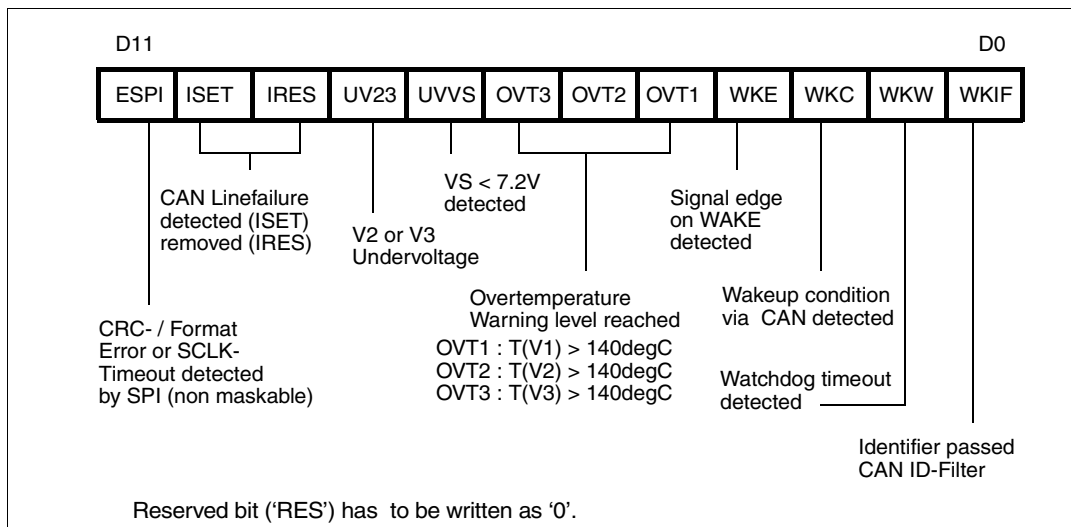 D11 D0
ESPI ISET IRES UV23 UVVS OVT3 OVT2 OVT1 WKE WKC WKW WKIF
CAN Linefailure
detected (ISET)
removed (IRES)
VS < 7.2V
detected
Signal edge
on WAKE
detected
V2 or V3
Undervoltage
Overtemperature
Warning level reached
OVT1 : T(V1) > 140degC
OVT2 : T(V2) > 140degC
OVT3 : T(V3) > 140degC
Wakeup condition
via CAN detected
CRC- / Format
Error or SCLK-
Timeout detected
by SPI (non maskable)
Watchdog timeout
detected
Identifier passed
CAN ID-Filter
Reserved bit (‘RES’) has to be written as ‘0’.